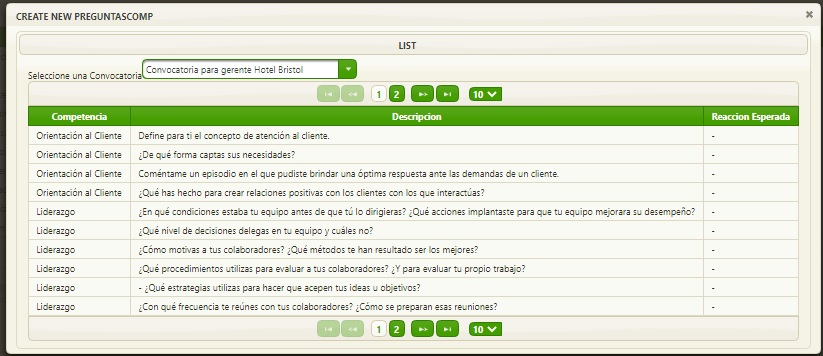 CREATE NEW PREGUNTASCOMP
LIST
Seleccione una Convocatoria Convocatoria para gerente Hotel Bristol
1 2 10
Competencia Descripcion Reaccion Esperada
Orientación al Cliente Define para ti el concepto de atención al cliente. -
Orientación al Cliente ¿De qué forma captas sus necesidades? -
Orientación al Cliente Coméntame un episodio en el que pudiste brindar una óptima respuesta ante las demandas de un cliente. -
Orientación al Cliente ¿Qué has hecho para crear relaciones positivas con los clientes con los que interactúas? -
Liderazgo ¿En qué condiciones estaba tu equipo antes de que tú lo dirigieras? ¿Qué acciones implantaste para que tu equipo mejorara su desempeño? -
Liderazgo ¿Qué nivel de decisiones delegas en tu equipo y cuáles no? -
Liderazgo ¿Cómo motivas a tus colaboradores? ¿Qué métodos te han resultado ser los mejores? -
Liderazgo ¿Qué procedimientos utilizas para evaluar a tus colaboradores? ¿Y para evaluar tu propio trabajo? -
Liderazgo - ¿Qué estrategias utilizas para hacer que acepten tus ideas u objetivos? -
Liderazgo ¿Con qué frecuencia te reúnes con tus colaboradores? ¿Cómo se preparan esas reuniones? -
1 2 10